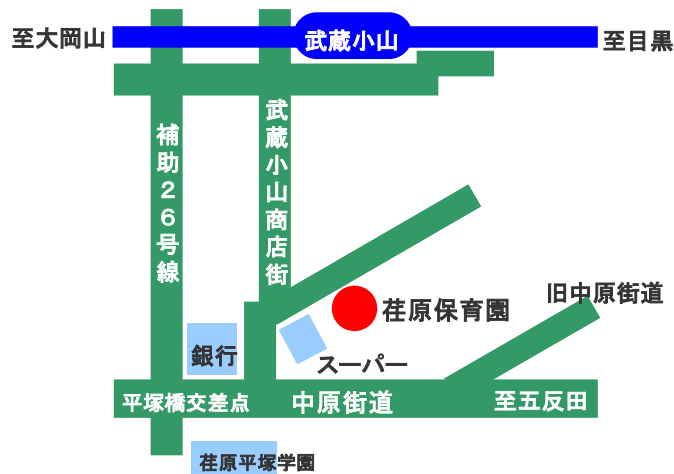 至大岡山
武蔵小山
至目黒
補助26号線
武蔵小山商店街
旧中原街道
荏原保育園
銀行
スーパー
平塚橋交差点
中原街道
至五反田
荏原平塚学園